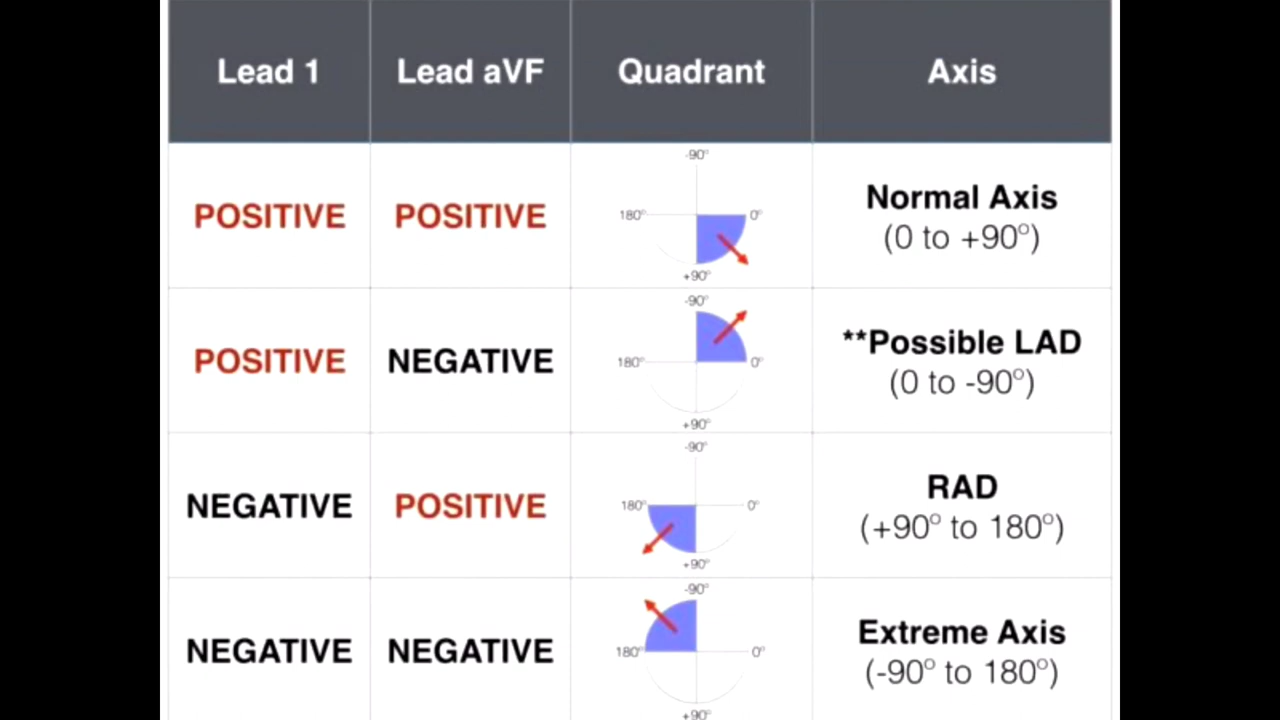 Lead 1 Lead aVF Quadrant Axis
-90°
180° 0°
+90°
POSITIVE POSITIVE
Normal Axis
(0 to +90°)
-90°
180° 0°
+90°
POSITIVE NEGATIVE
**Possible LAD
(0 to -90°)
-90°
180° 0°
+90°
NEGATIVE POSITIVE
RAD
(+90° to 180°)
-90°
180° 0°
+90°
NEGATIVE NEGATIVE
Extreme Axis
(-90° to 180°)